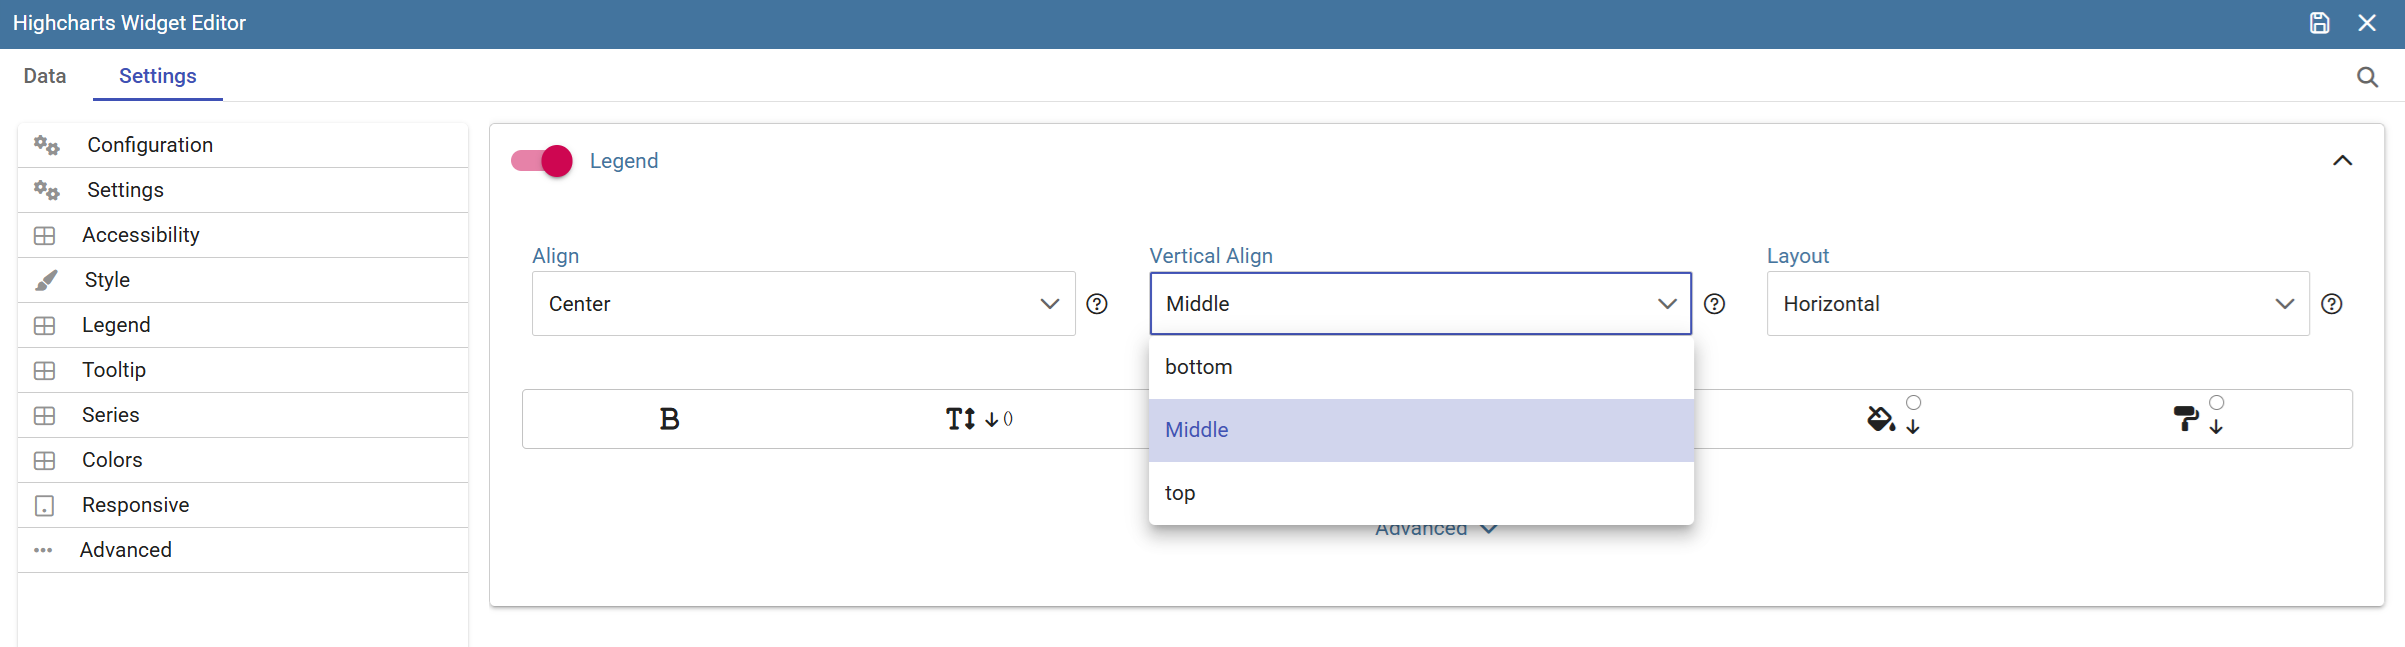 Highcharts Widget Editor
Data Settings
Configuration
Settings
Accessibility
Style
Legend
Tooltip
Series
Colors
Responsive
Advanced
Legend
Align Vertical Align Layout
Center Middle Horizontal
bottom
Middle
top
B T ()
Advanced